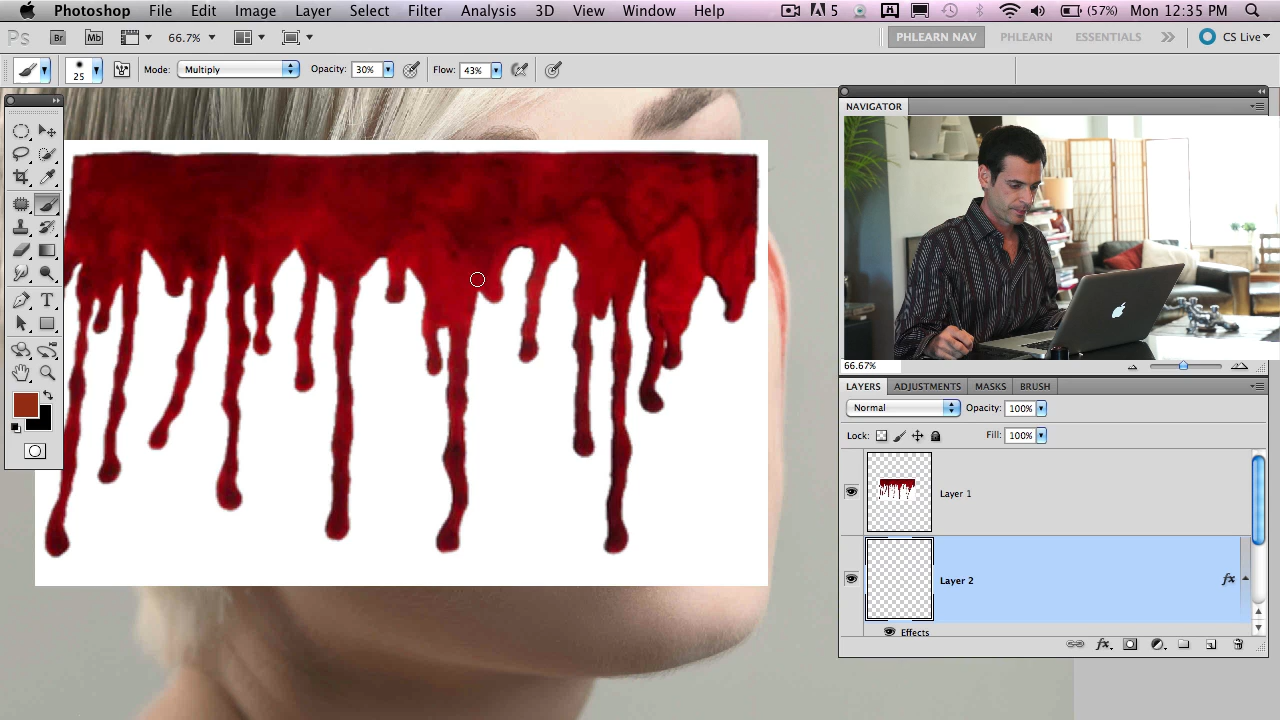 Photoshop File Edit Image Layer Select Filter Analysis 3D View Window Help 5 (57%) Mon 12:35 PM
Ps Br Mb 66.7% PHLEARN NAV PHLEARN ESSENTIALS CS Live
25 Mode: Multiply Opacity: 30% Flow: 43%
NAVIGATOR
66.67%
LAYERS ADJUSTMENTS MASKS BRUSH
Normal Opacity: 100%
Lock: Fill: 100%
Layer 1
Layer 2 fx
Effects
fx
T